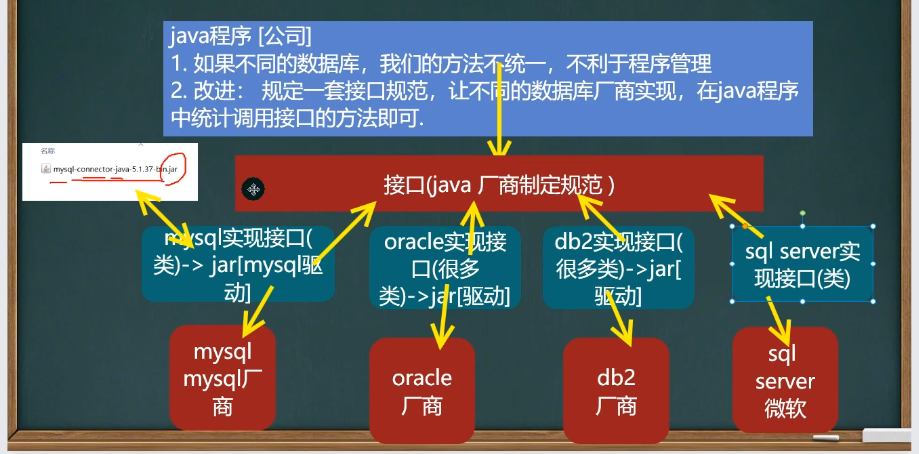 java程序 [公司]
1. 如果不同的数据库，我们的方法不统一，不利于程序管理
2. 改进： 规定一套接口规范，让不同的数据库厂商实现，在java程序
中统计调用接口的方法即可.
名称
mysql-connector-java-5.1.37-bin.jar
接口(java 厂商制定规范 )
mysql实现接口(
类)-> jar[mysql驱
动]
oracle实现接
口(很多
类)->jar[驱动]
db2实现接口(
很多类)->jar[
驱动]
sql server实
现接口(类)
mysql
mysql厂
商
oracle
厂商
db2
厂商
sql
server
微软